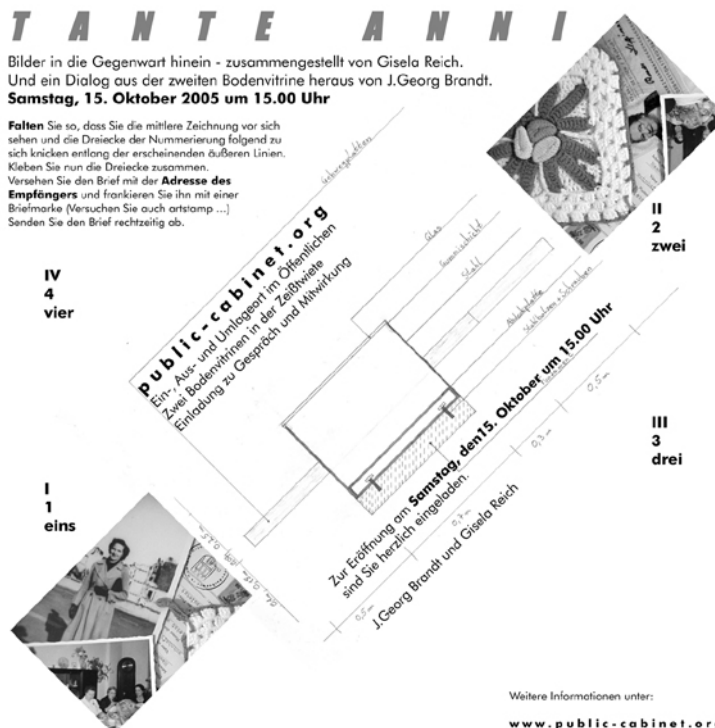 TANTE ANNI
Bilder in die Gegenwart hinein - zusammengestellt von Gisela Reich.
Und ein Dialog aus der zweiten Bodenvitrine heraus von J.Georg Brandt.
Samstag, 15. Oktober 2005 um 15.00 Uhr
Falten Sie so, dass Sie die mittlere Zeichnung vor sich
sehen und die Dreiecke der Nummerierung folgend zu
sich knicken entlang der erscheinenden äußeren Linien.
Kleben Sie nun die Dreiecke zusammen.
Versehen Sie den Brief mit der Adresse des
Empfängers und frankieren Sie ihn mit einer
Briefmarke (Versuchen Sie auch artstamp ...)
Senden Sie den Brief rechtzeitig ab.
II
2
zwei
IV
4
vier
public-cabinet.org
Ein-, Aus- und Umlageort im Öffentlichen
Zwei Bodenvitrinen in der Zeißtwiete
Einladung zu Gespräch und Mitwirkung
Glas
Gummischicht
Stahl
III
3
drei
I
1
eins
Zur Eröffnung am Samstag, den15. Oktober um 15.00 Uhr
sind Sie herzlich eingeladen.
J.Georg Brandt und Gisela Reich
0,5m
0,3m
0,5m
Weitere Informationen unter:
www.public-cabinet.or